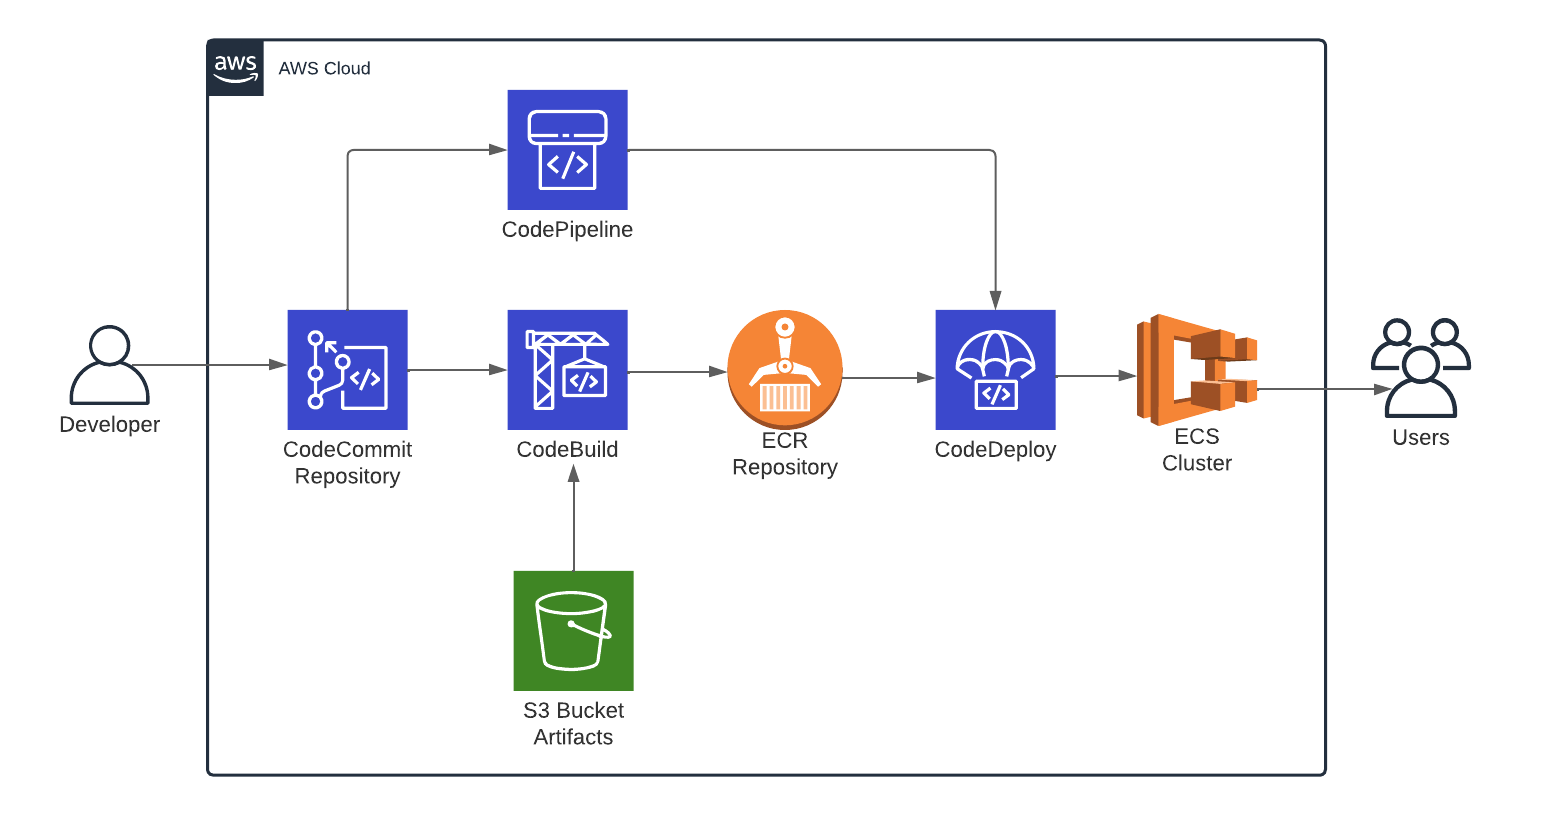 aws
AWS Cloud
CodePipeline
Developer
CodeCommit
Repository
CodeBuild
ECR
Repository
CodeDeploy
ECS
Cluster
Users
S3 Bucket
Artifacts